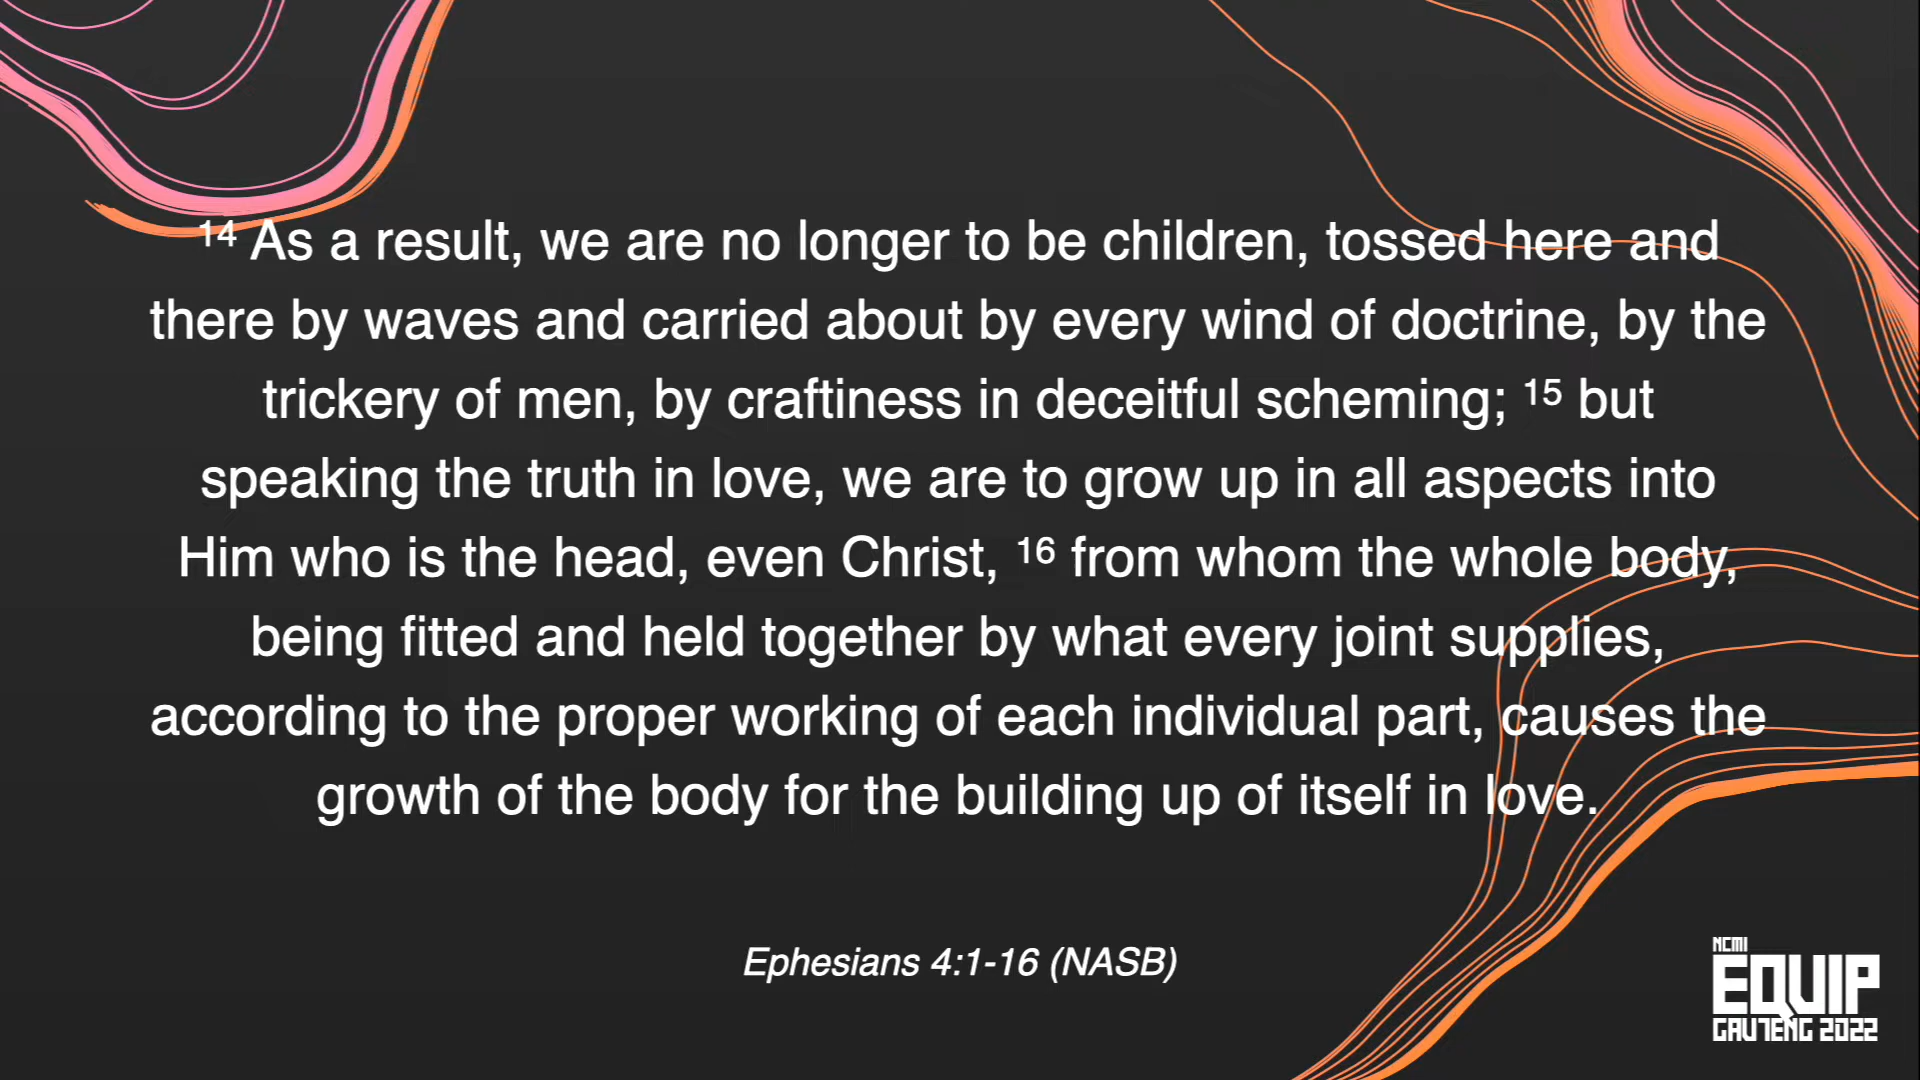 14 As a result, we are no longer to be children, tossed here and
there by waves and carried about by every wind of doctrine, by the
trickery of men, by craftiness in deceitful scheming; 15 but
speaking the truth in love, we are to grow up in all aspects into
Him who is the head, even Christ, 16 from whom the whole body,
being fitted and held together by what every joint supplies,
according to the proper working of each individual part, causes the
growth of the body for the building up of itself in love.
Ephesians 4:1-16 (NASB)
NCMI
EQUIP
GAUTENG 2022